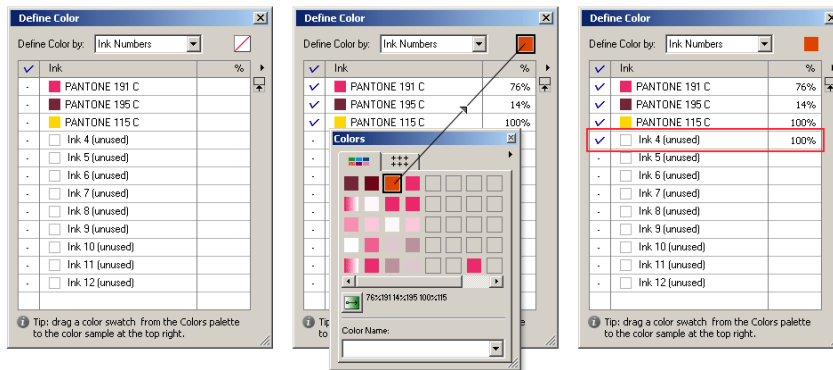 Define Color
Define Color by: Ink Numbers
Ink %
PANTONE 191 C
PANTONE 195 C
PANTONE 115 C
Ink 4 (unused)
Ink 5 (unused)
Ink 6 (unused)
Ink 7 (unused)
Ink 8 (unused)
Ink 9 (unused)
Ink 10 (unused)
Ink 11 (unused)
Ink 12 (unused)
Tip: drag a color swatch from the Colors palette
to the color sample at the top right.
Define Color
Define Color by: Ink Numbers
Ink %
PANTONE 191 C 76%
PANTONE 195 C 14%
PANTONE 115 C 100%
Colors
76%191 14%195 100%115
Color Name:
Define Color
Define Color by: Ink Numbers
Ink %
PANTONE 191 C 76%
PANTONE 195 C 14%
PANTONE 115 C 100%
Ink 4 (unused) 100%
Ink 5 (unused)
Ink 6 (unused)
Ink 7 (unused)
Ink 8 (unused)
Ink 9 (unused)
Ink 10 (unused)
Ink 11 (unused)
Ink 12 (unused)
Tip: drag a color swatch from the Colors palette
to the color sample at the top right.